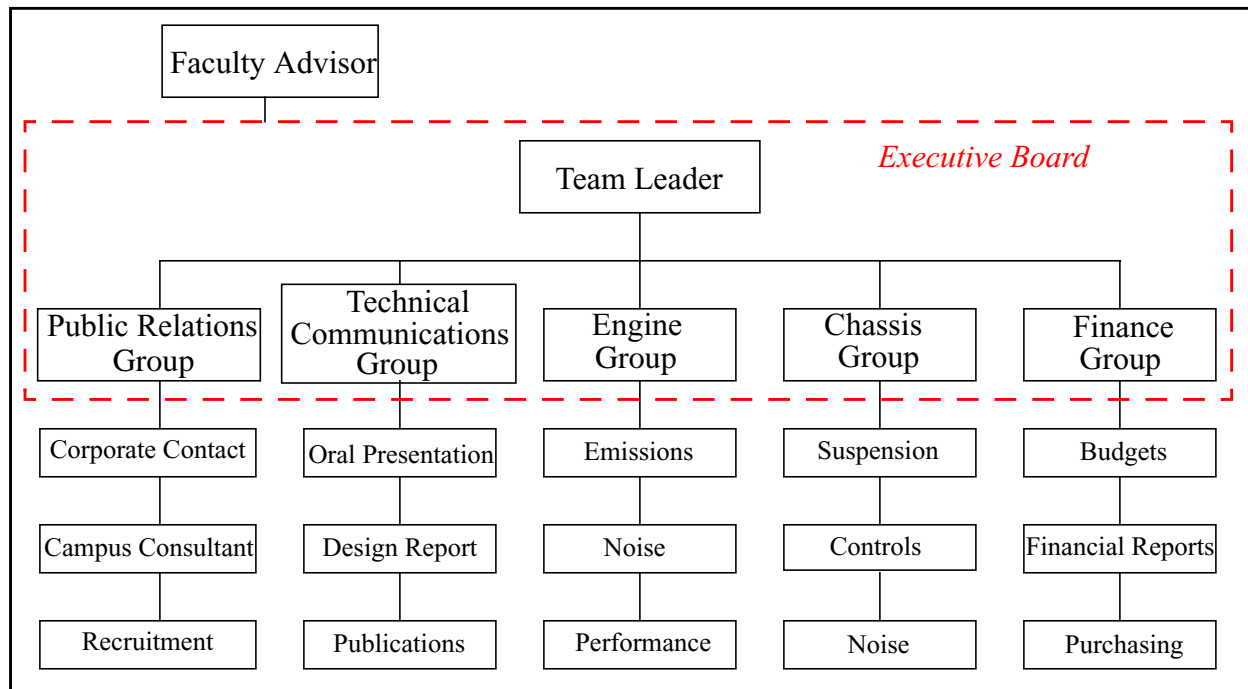 Faculty Advisor
Executive Board
Team Leader
Public Relations
Group
Technical
Communications
Group
Engine
Group
Chassis
Group
Finance
Group
Corporate Contact
Oral Presentation
Emissions
Suspension
Budgets
Campus Consultant
Design Report
Noise
Controls
Financial Reports
Recruitment
Publications
Performance
Noise
Purchasing